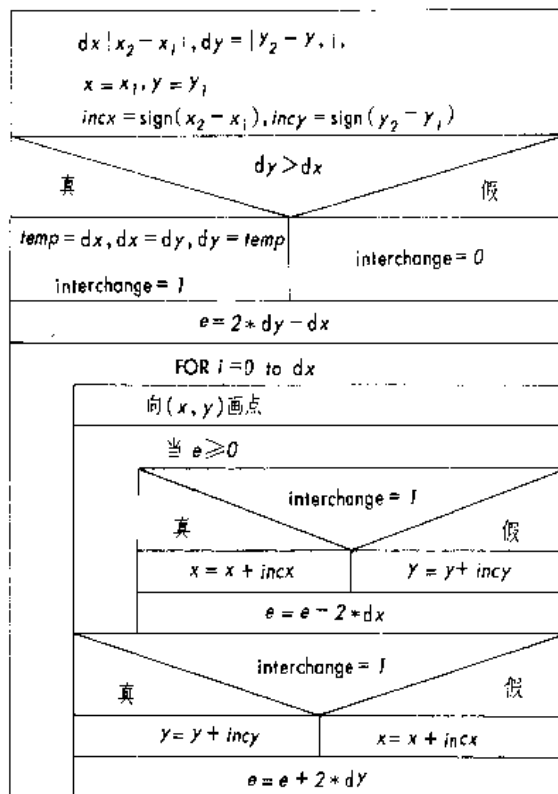 dx!x₂-x₁i,dy=|y₂-y,i,
x=x₁,y=y₁
incx=sign(x₂-x₁),incy=sign(y₂-y₁)
dy>dx
真
假
temp=dx,dx=dy,dy=temp
interchange=1
interchange=0
e=2*dy-dx
FOR i=0 to dx
向(x,y)画点
当 e≥0
interchange=1
真
假
x=x+incx
y=y+incy
e=e-2*dx
interchange=1
真
假
y=y+incy
x=x+incx
e=e+2*dy